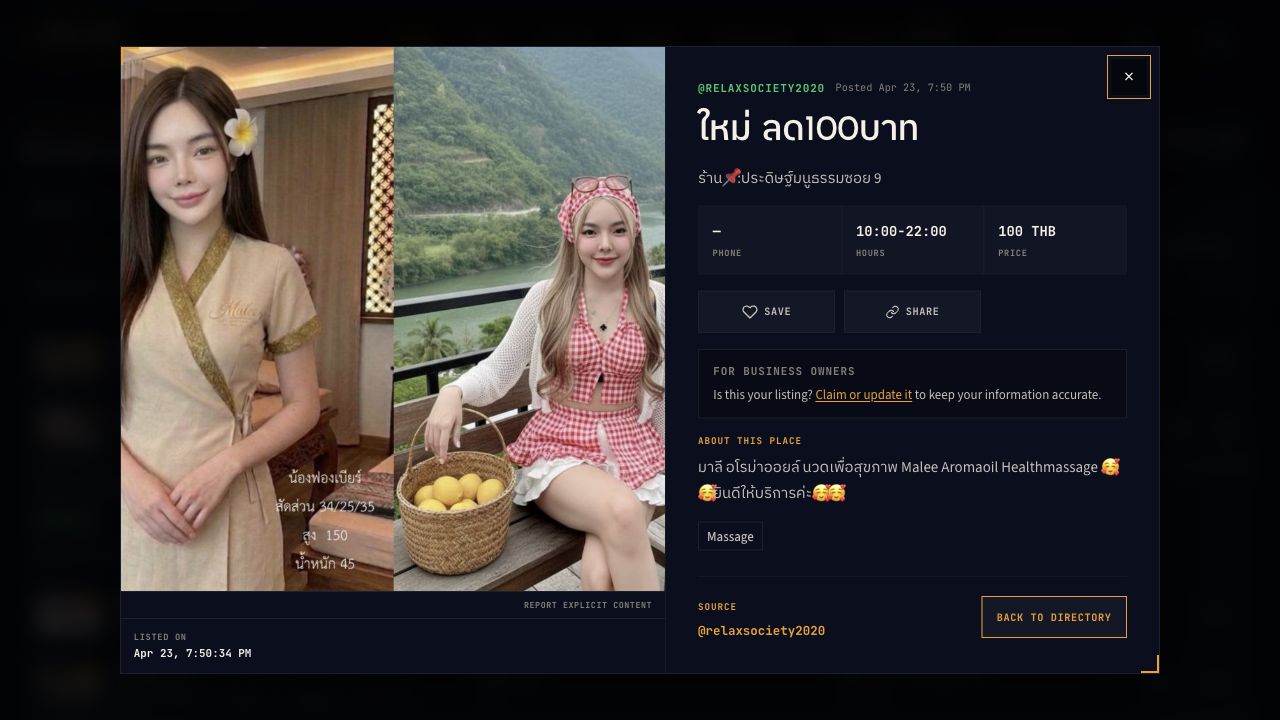 @RELAXSOCIETY2020 Posted Apr 23, 7:50 PM
×
ใหม่ ลด100บาท
ร้าน📌:ประดิษฐ์มนูธรรมซอย 9
— 10:00-22:00 100 THB
PHONE HOURS PRICE
SAVE SHARE
FOR BUSINESS OWNERS
Is this your listing? Claim or update it to keep your information accurate.
ABOUT THIS PLACE
มาลี อโรม่าออยล์ นวดเพื่อสุขภาพ Malee Aromaoil Healthmassage 🥰
🥰ยินดีให้บริการค่ะ🥰🥰
Massage
SOURCE
@relaxsociety2020
BACK TO DIRECTORY
Malee
น้องฟองเบียร์
สัดส่วน 34/25/35
สูง 150
น้ำหนัก 45
REPORT EXPLICIT CONTENT
LISTED ON
Apr 23, 7:50:34 PM